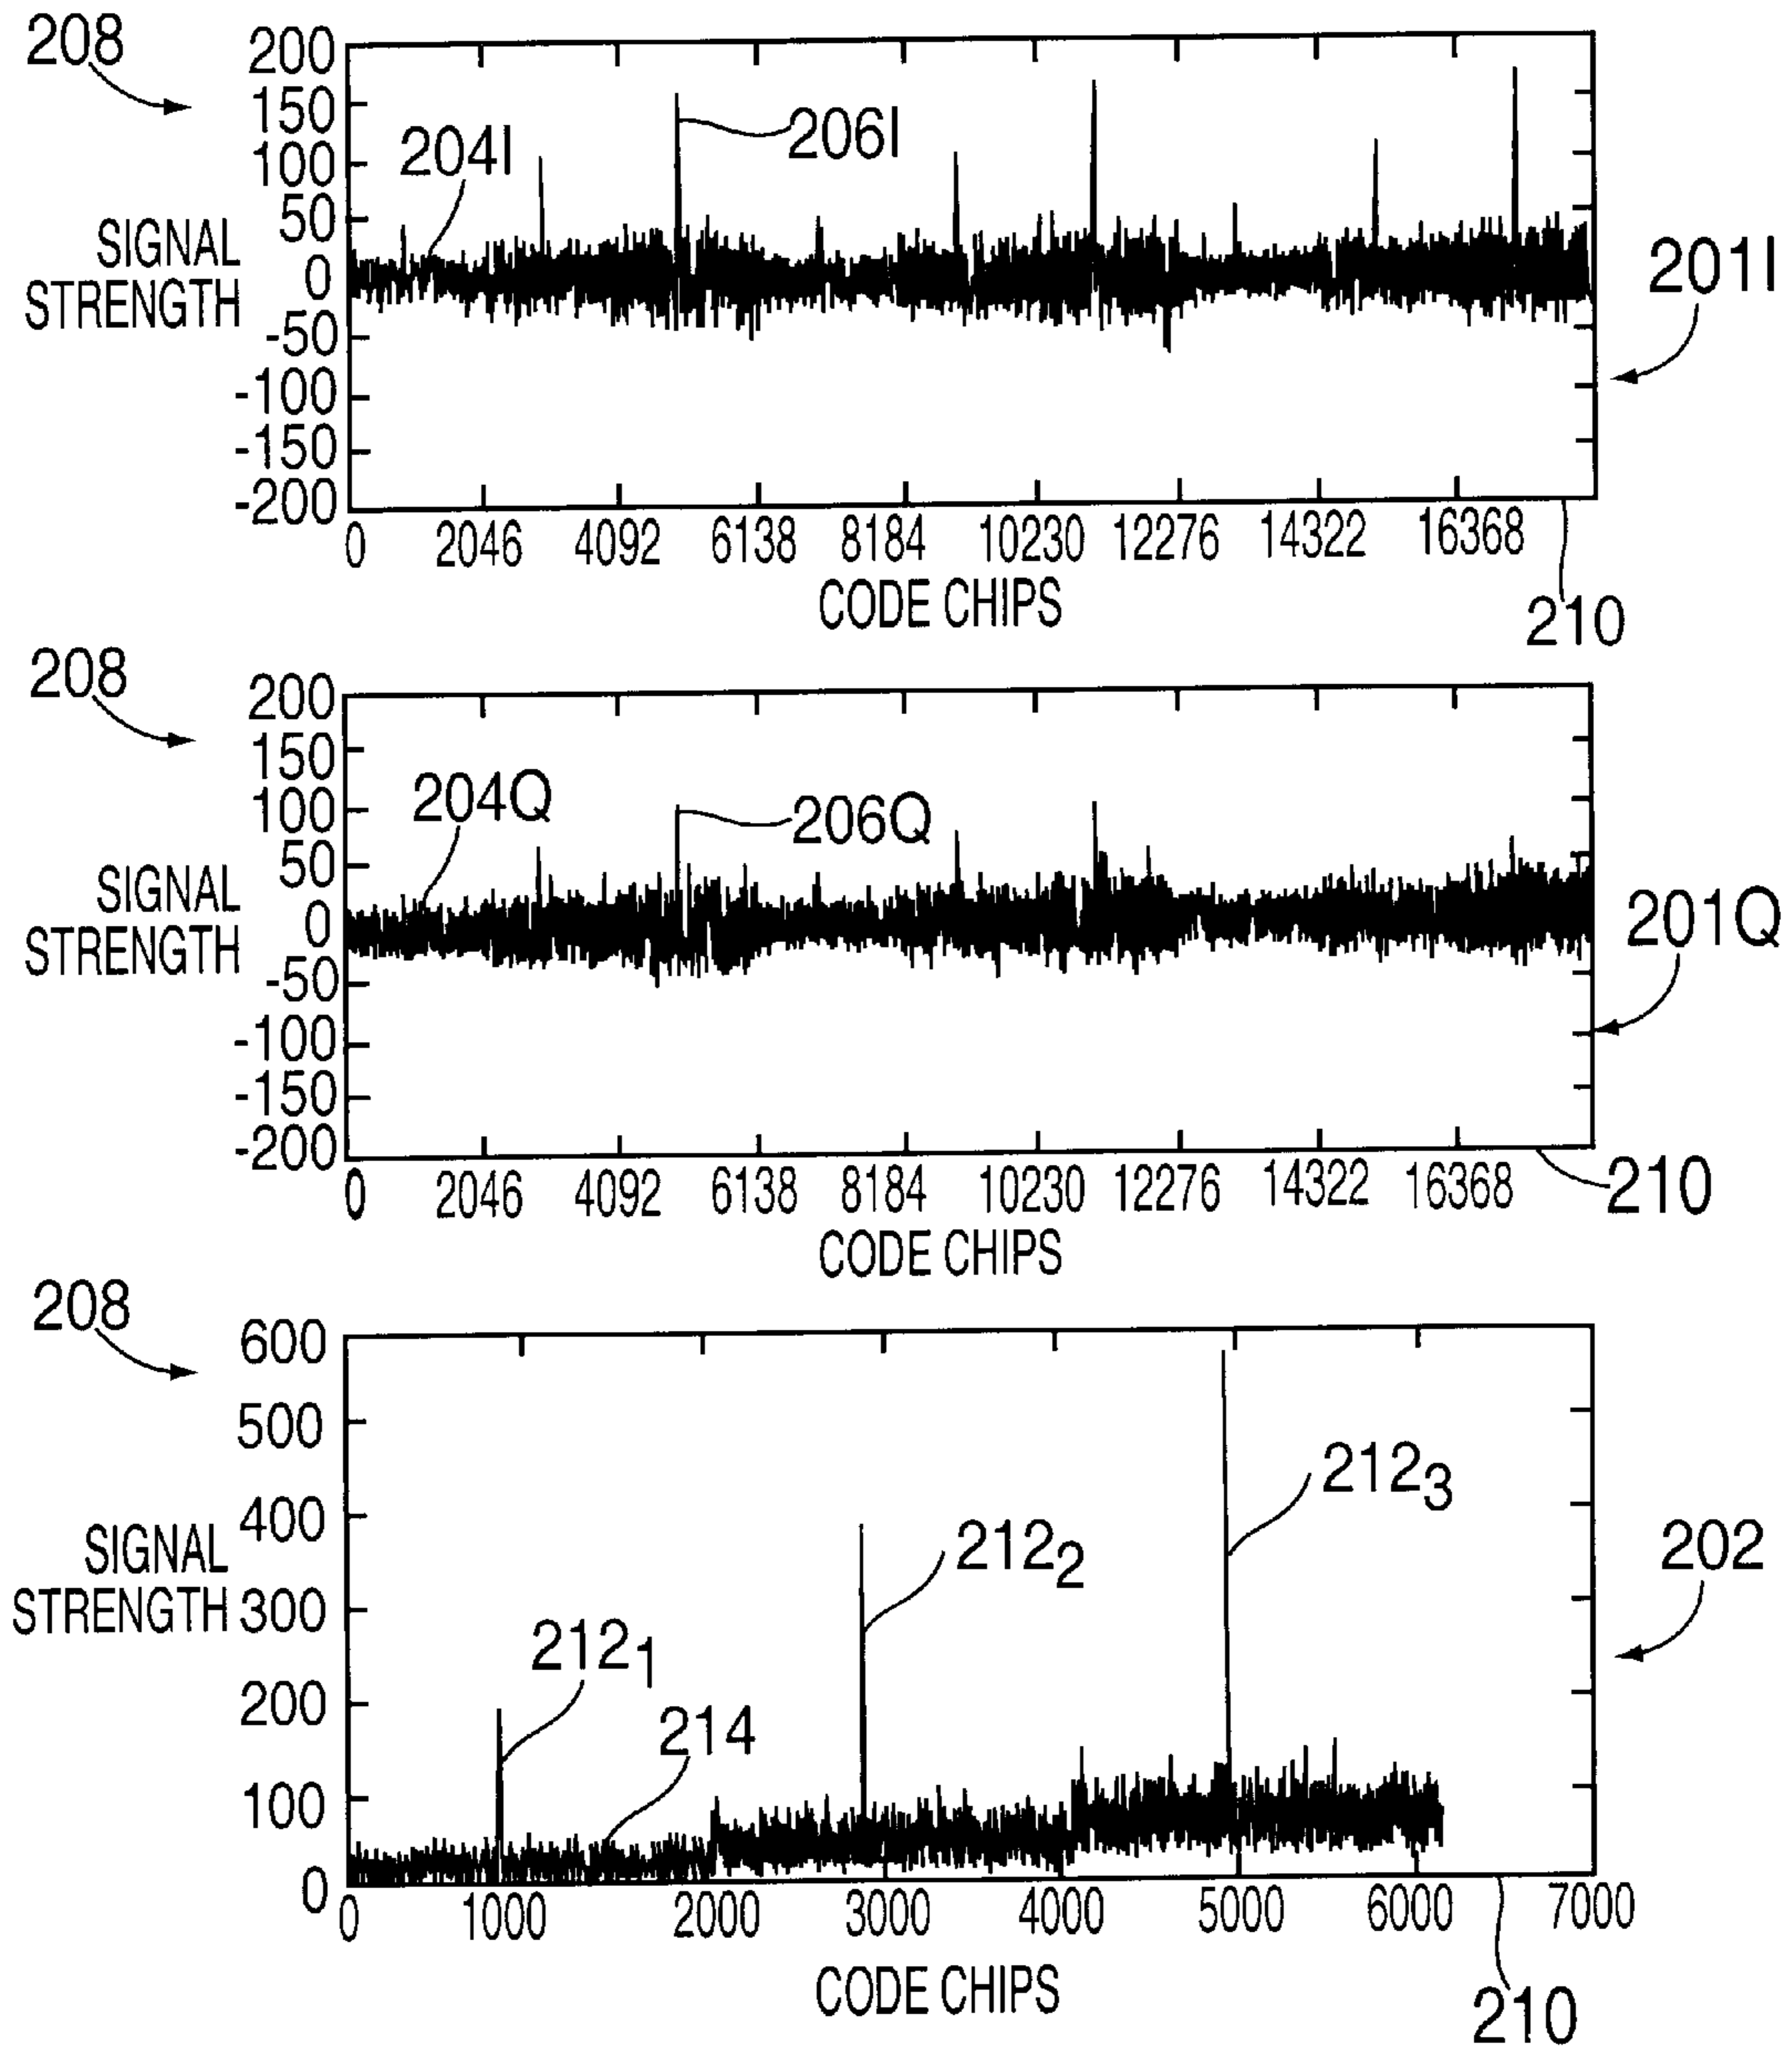 208
200
150
100
50
0
-50
-100
-150
-200
SIGNAL
STRENGTH
204I
206I
201I
0 2046 4092 6138 8184 10230 12276 14322 16368
CODE CHIPS
210
208
200
150
100
50
0
-50
-100
-150
-200
SIGNAL
STRENGTH
204Q
206Q
201Q
0 2046 4092 6138 8184 10230 12276 14322 16368
CODE CHIPS
210
208
600
500
400
300
200
100
0
SIGNAL
STRENGTH
212₁
214
212₂
212₃
202
0 1000 2000 3000 4000 5000 6000 7000
CODE CHIPS
210